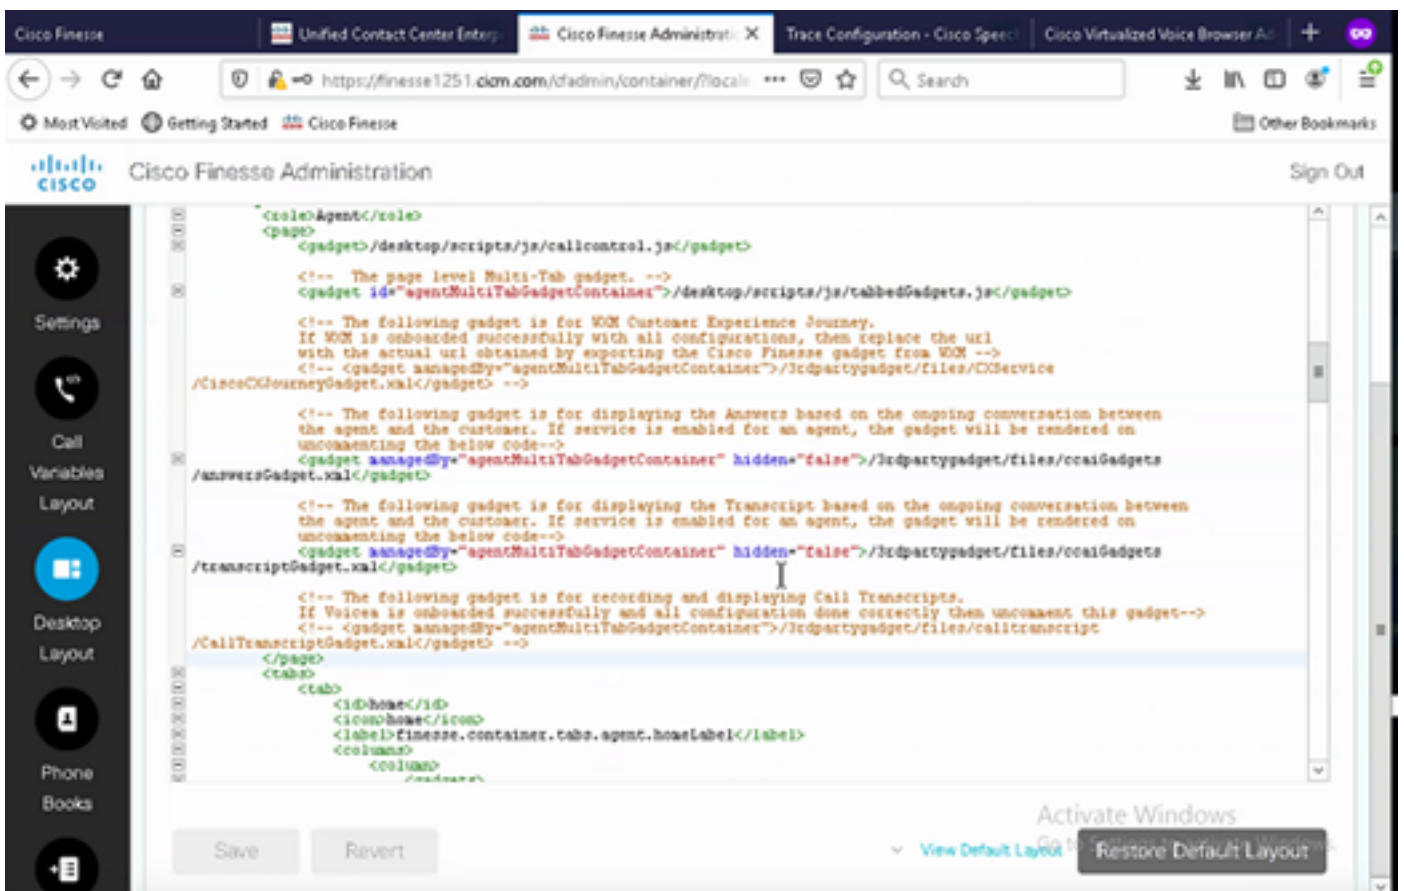 Cisco Finesse
Unified Contact Center Enterp
Cisco Finesse Administrati
Trace Configuration - Cisco Speec
Cisco Virtualized Voice Browser Ad
https://finesse1251.cicm.com/cfadmin/container/?locale
Search
Most Visited
Getting Started
Cisco Finesse
Other Bookmarks
CISCO
Cisco Finesse Administration
Sign Out
Settings
Call
Variables
Layout
Desktop
Layout
Phone
Books
<role>Agent</role>
<page>
<gadget>/desktop/scripts/js/callcontrol.js</gadget>
<!-- The page level Multi-Tab gadget. -->
<gadget id="agentMultiTabGadgetContainer">/desktop/scripts/js/tabbedGadgets.js</gadget>
<!-- The following gadget is for WXM Customer Experience Journey.
If WXM is onboarded successfully with all configurations, then replace the url
with the actual url obtained by exporting the Cisco Finesse gadget from WXM -->
<!-- <gadget managedBy="agentMultiTabGadgetContainer">/3rdpartygadget/files/CXService
/CiscoCXJourneyGadget.xml</gadget> -->
<!-- The following gadget is for displaying the Answers based on the ongoing conversation between
the agent and the customer. If service is enabled for an agent, the gadget will be rendered on
uncommenting the below code-->
<gadget managedBy="agentMultiTabGadgetContainer" hidden="false">/3rdpartygadget/files/ccaiGadgets
/answersGadget.xml</gadget>
<!-- The following gadget is for displaying the Transcript based on the ongoing conversation between
the agent and the customer. If service is enabled for an agent, the gadget will be rendered on
uncommenting the below code-->
<gadget managedBy="agentMultiTabGadgetContainer" hidden="false">/3rdpartygadget/files/ccaiGadgets
/transcriptGadget.xml</gadget>
<!-- The following gadget is for recording and displaying Call Transcripts.
If Voicea is onboarded successfully and all configuration done correctly then uncomment this gadget-->
<!-- <gadget managedBy="agentMultiTabGadgetContainer">/3rdpartygadget/files/calltranscript
/CallTranscriptGadget.xml</gadget> -->
</page>
<tabs>
<tab>
<id>home</id>
<icon>home</icon>
<label>finesse.container.tabs.agent.homeLabel</label>
<columns>
<column>
<gadgets>
Save
Revert
Activate Windows
View Default Layout
Restore Default Layout